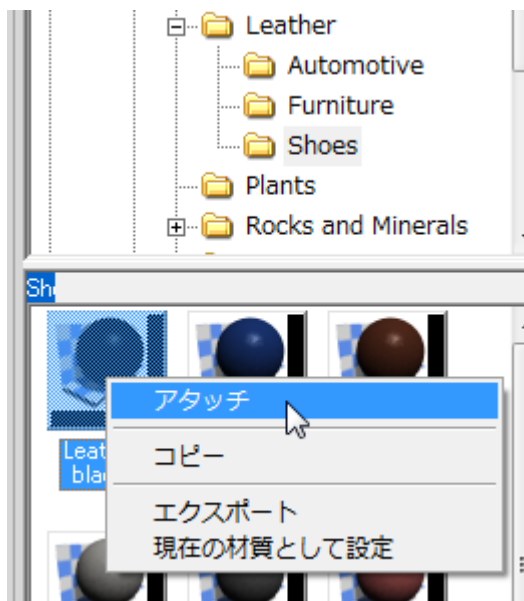 Leather
Automotive
Furniture
Shoes
Plants
Rocks and Minerals
アタッチ
コピー
エクスポート
現在の材質として設定